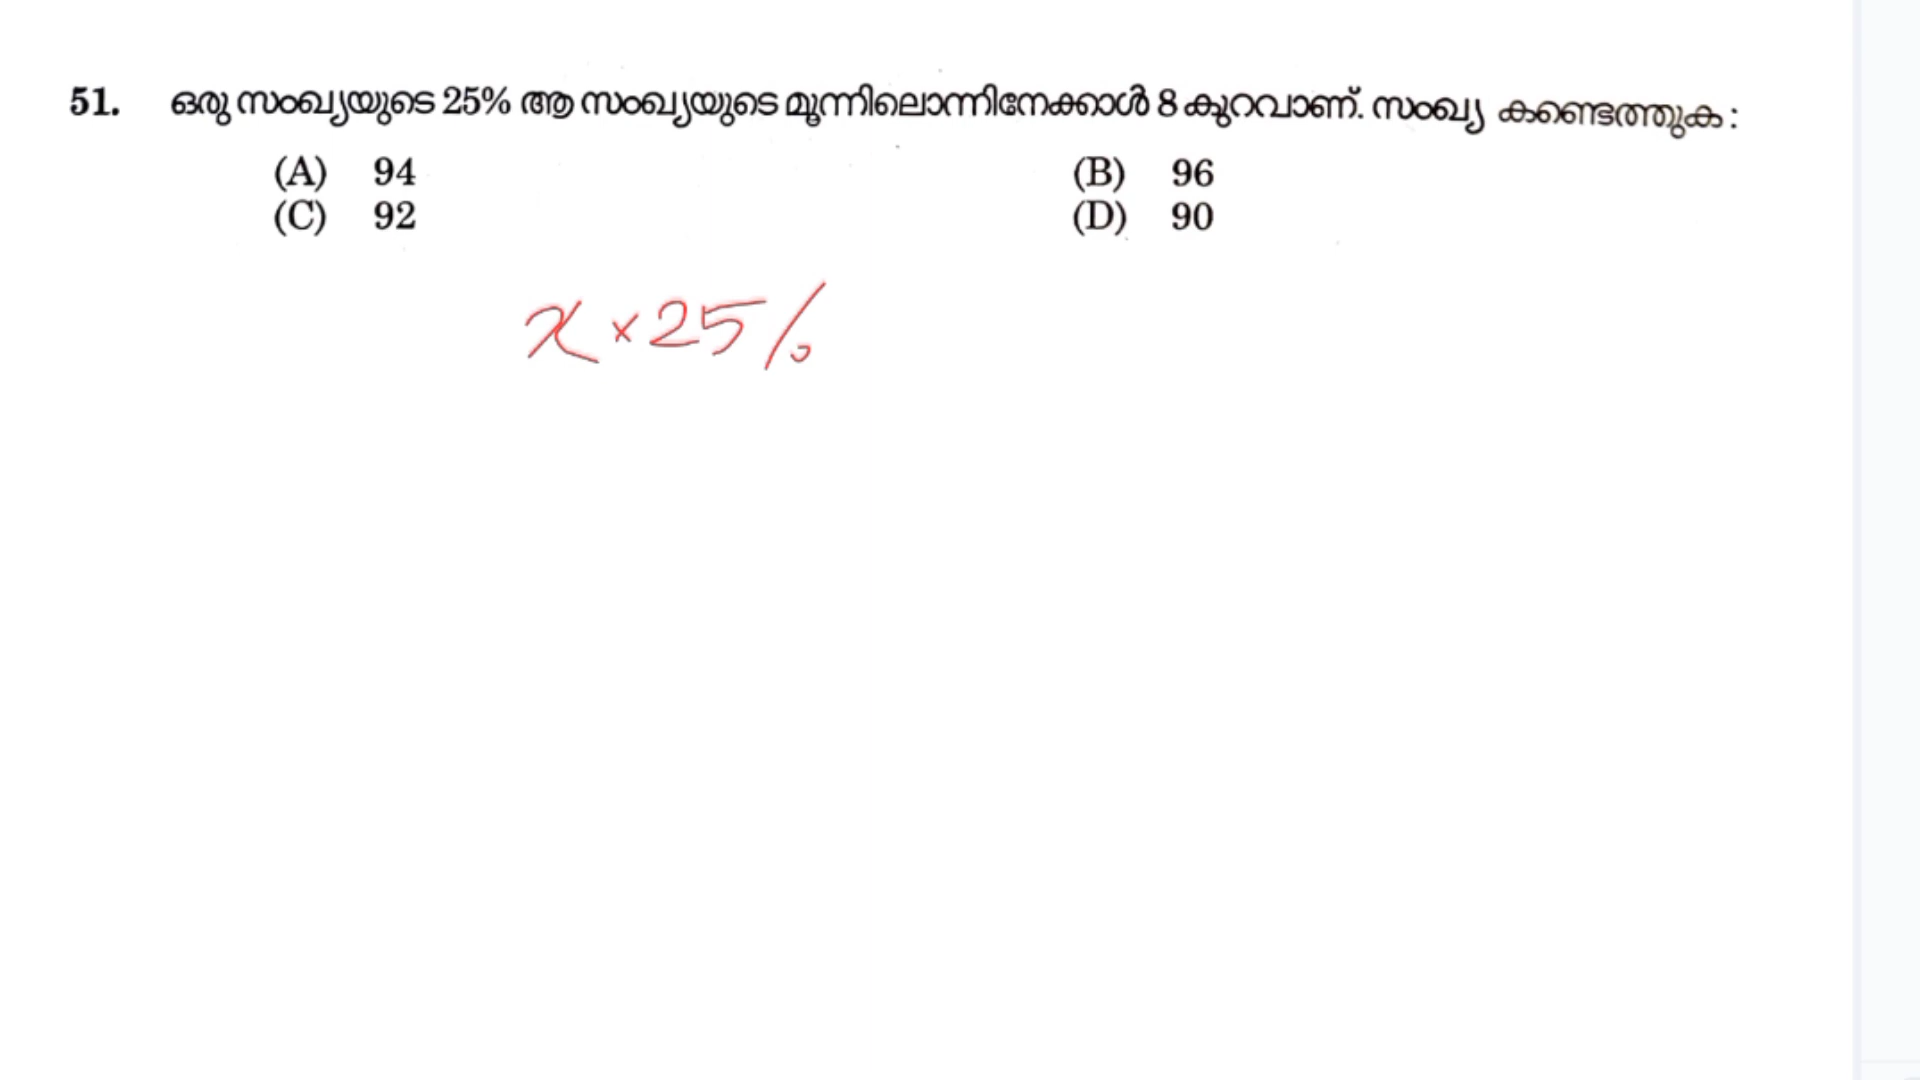 51. ഒരു സംഖ്യയുടെ 25% ആ സംഖ്യയുടെ മൂന്നിലൊന്നിനേക്കാൾ 8 കുറവാണ്. സംഖ്യ കണ്ടെത്തുക :
(A) 94 (B) 96
(C) 92 (D) 90
x × 25%